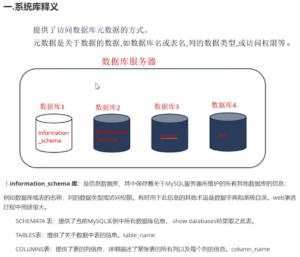 一.系统库释义
提供了访问数据库元数据的方式。
元数据是关于数据的数据,如数据库名或表名,列的数据类型,或访问权限等。
数据库服务器
数据库1
数据库2
数据库3
数据库4
Information
_schema
1.information_schema 库：是信息数据库，其中保存着关于MySQL服务器所维护的所有其他数据库的信息；
例如数据库或表的名称，列的数据类型或访问权限。有时用于此信息的其他术语是数据字典和系统目录。web渗透
过程中用途很大。
SCHEMATA 表：提供了当前MySQL实例中所有数据库信息， show databases结果取之此表。
TABLES表：提供了关于数据中表的信息。table_name
COLUMNS表：提供了表的列信息，详细描述了某张表的所有列以及每个列的信息。column_name